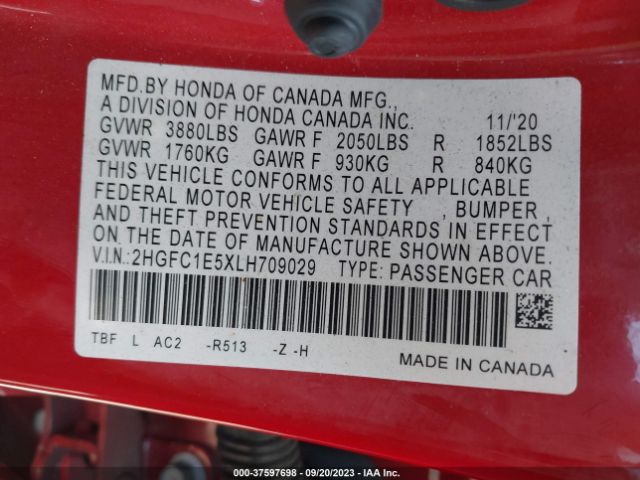 MFD. BY HONDA OF CANADA MFG.,
A DIVISION OF HONDA CANADA INC. 11/'20
GVWR 3880LBS GAWR F 2050LBS R 1852LBS
GVWR 1760KG GAWR F 930KG R 840KG
THIS VEHICLE CONFORMS TO ALL APPLICABLE
FEDERAL MOTOR VEHICLE SAFETY , BUMPER ,
AND THEFT PREVENTION STANDARDS IN EFFECT
ON THE DATE OF MANUFACTURE SHOWN ABOVE.
V.I.N.:2HGFC1E5XLH709029 TYPE: PASSENGER CAR
TBF L AC2 -R513 -Z -H
MADE IN CANADA
000-37597698 - 09/20/2023 - IAA Inc.